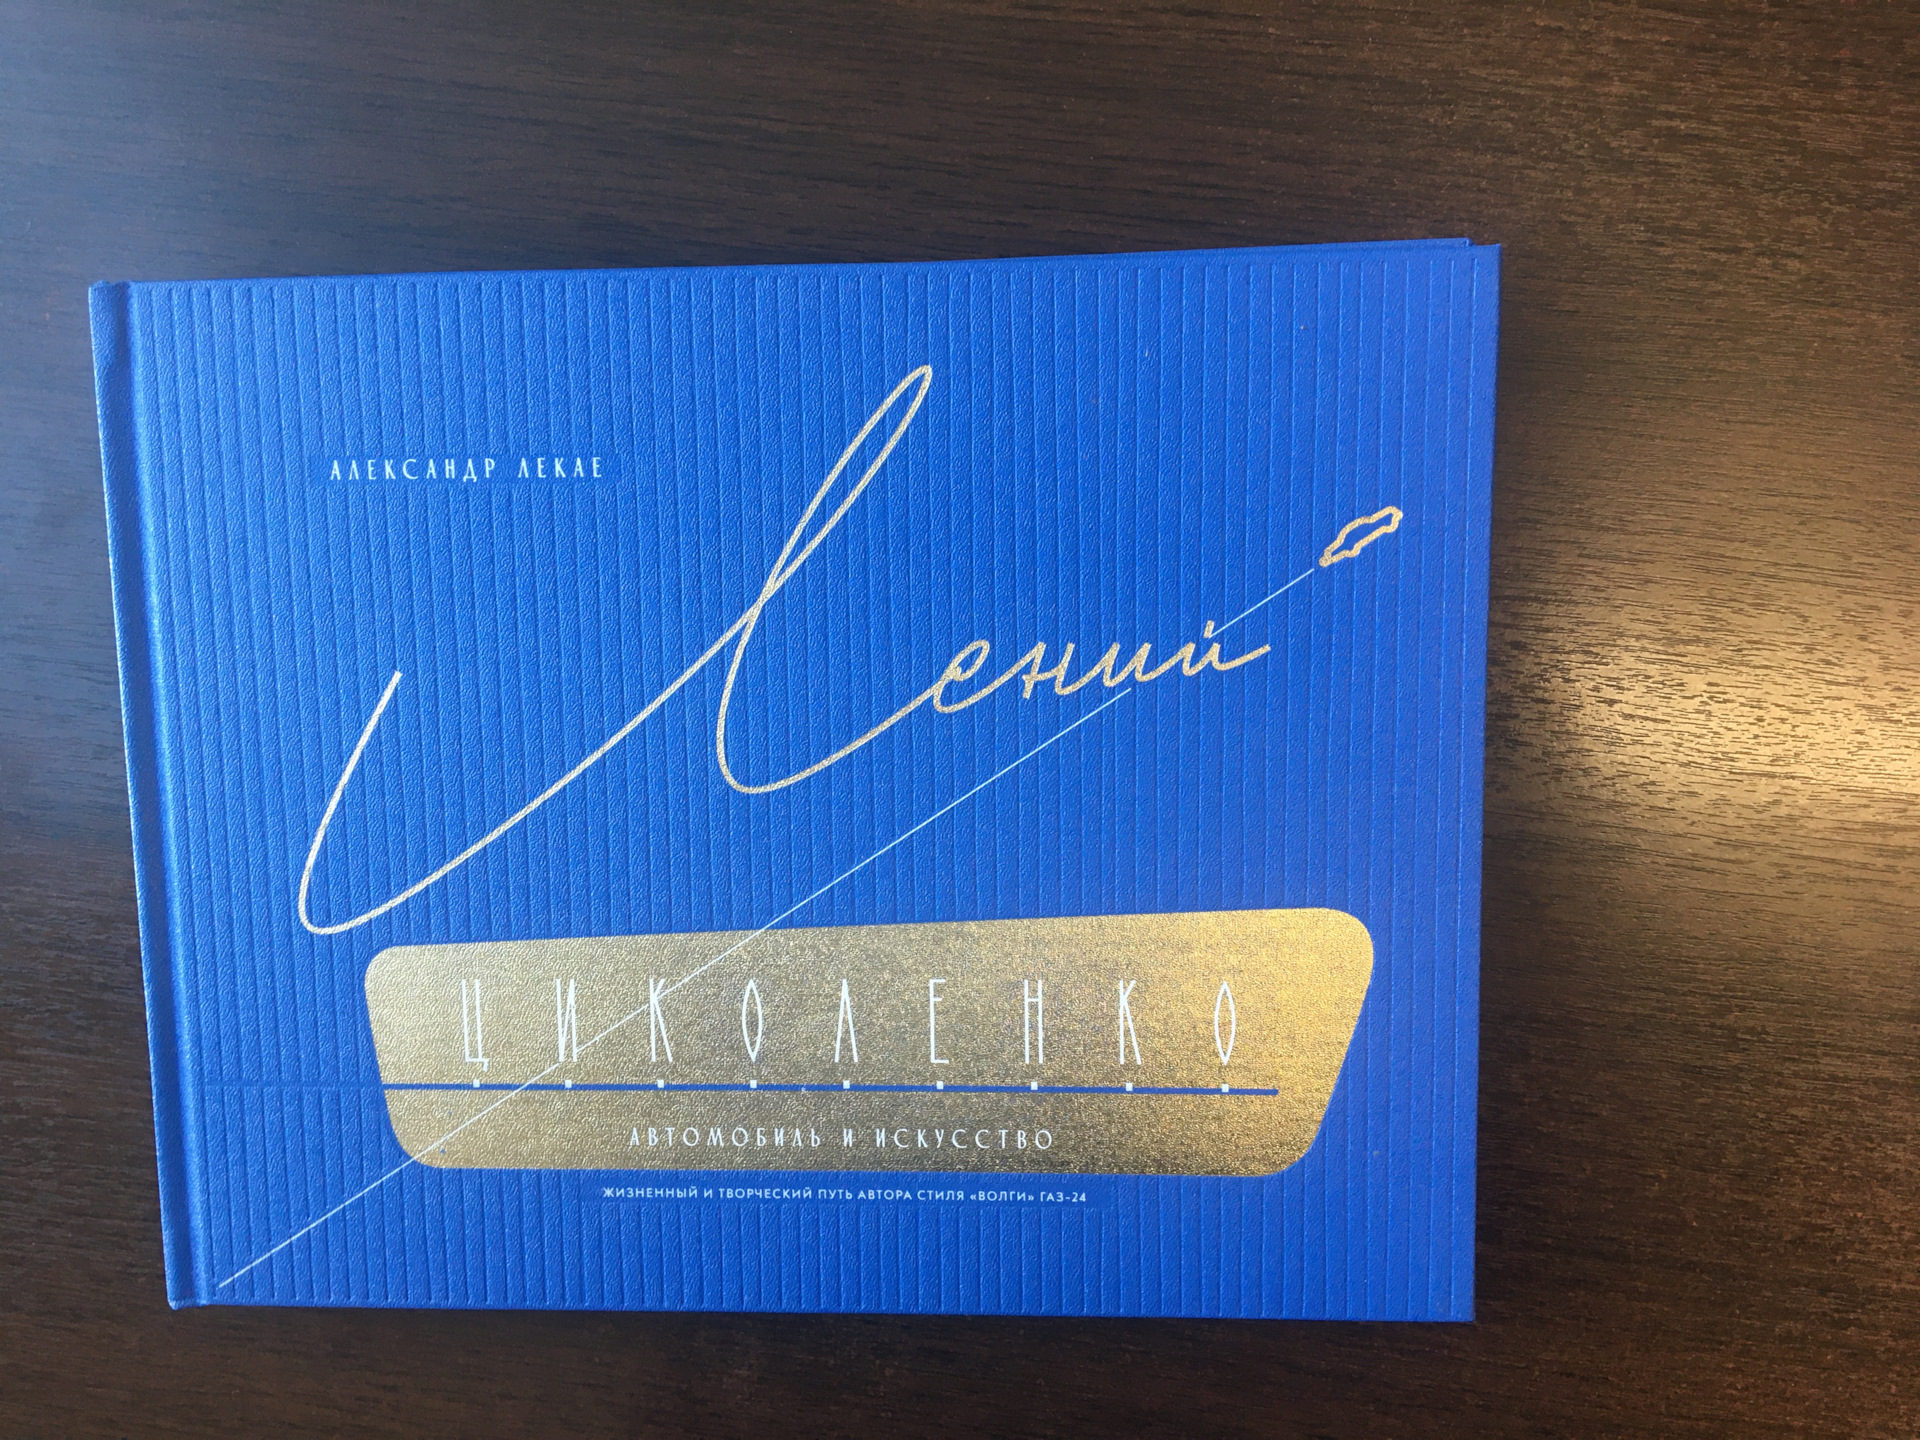 АЛЕКСАНДР ЛЕКАЕ
Лений
ЦИКОЛЕНКО
АВТОМОБИЛЬ И ИСКУССТВО
ЖИЗНЕННЫЙ И ТВОРЧЕСКИЙ ПУТЬ АВТОРА СТИЛЯ «ВОЛГИ» ГАЗ-24